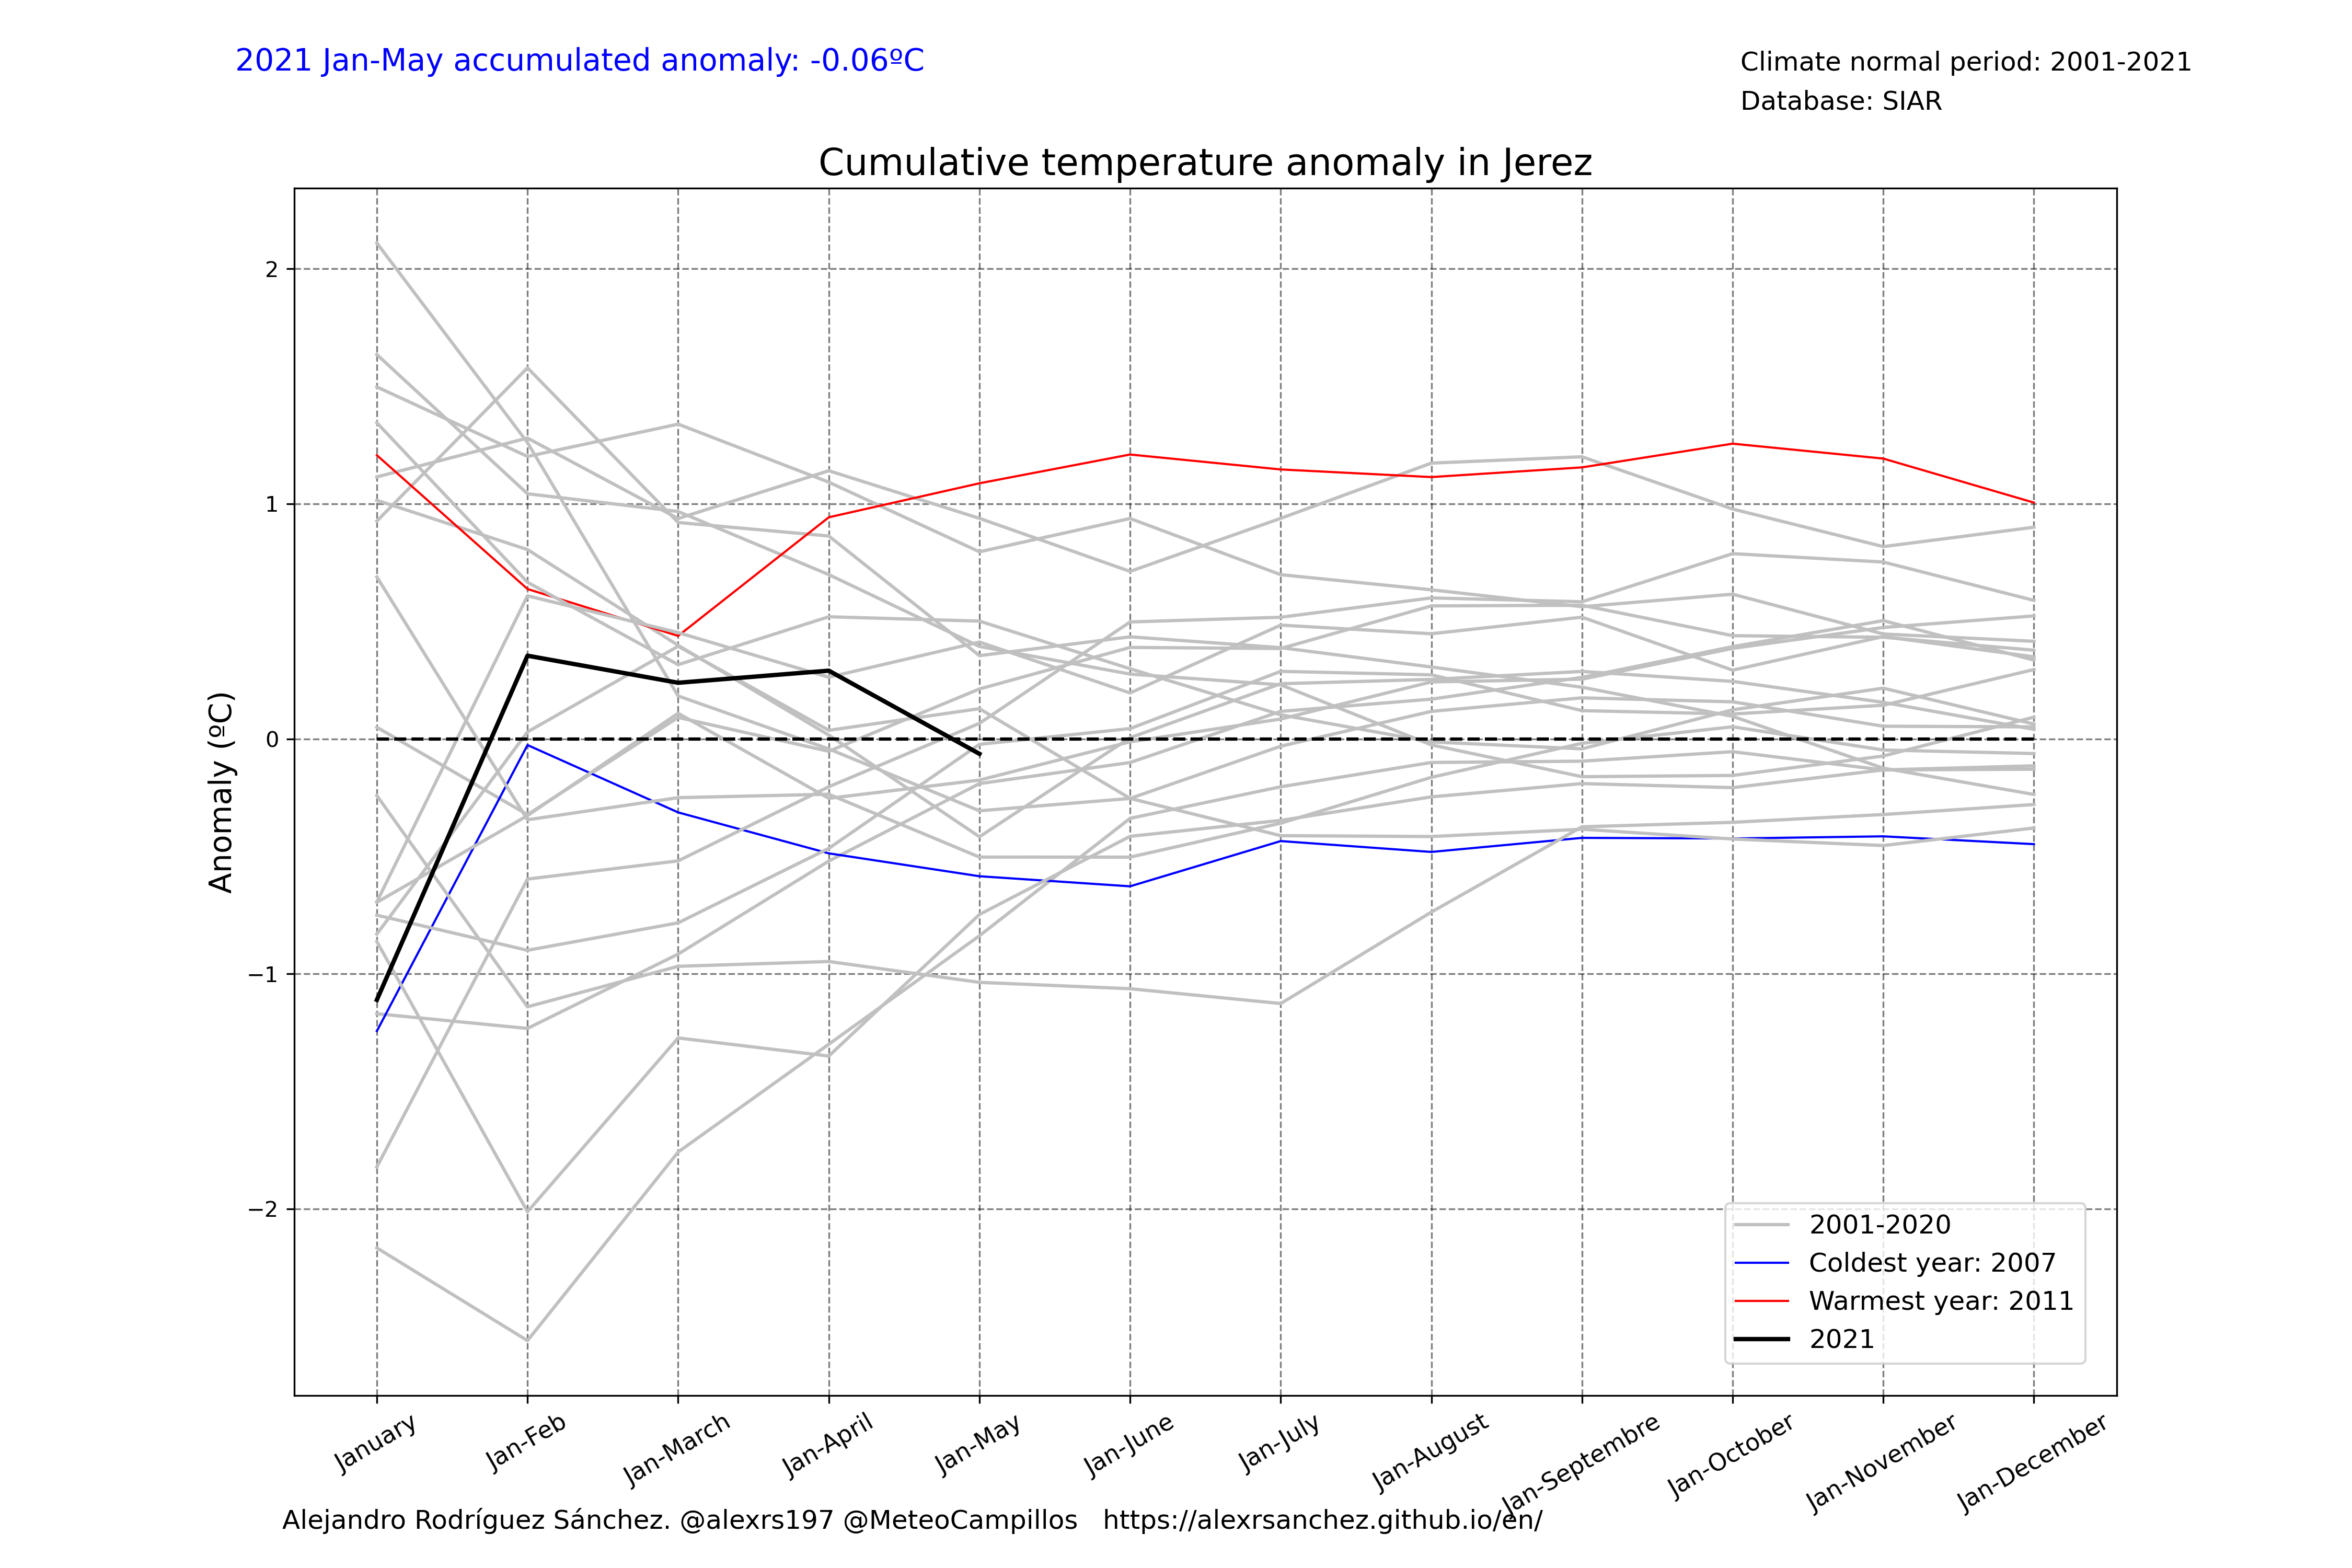 2021 Jan-May accumulated anomaly: -0.06ºC
Climate normal period: 2001-2021
Database: SIAR
Cumulative temperature anomaly in Jerez
Anomaly (ºC)
2
1
0
−1
−2
2001-2020
Coldest year: 2007
Warmest year: 2011
2021
January
Jan-Feb
Jan-March
Jan-April
Jan-May
Jan-June
Jan-July
Jan-August
Jan-Septembre
Jan-October
Jan-November
Jan-December
Alejandro Rodríguez Sánchez. @alexrs197 @MeteoCampillos https://alexrsanchez.github.io/en/